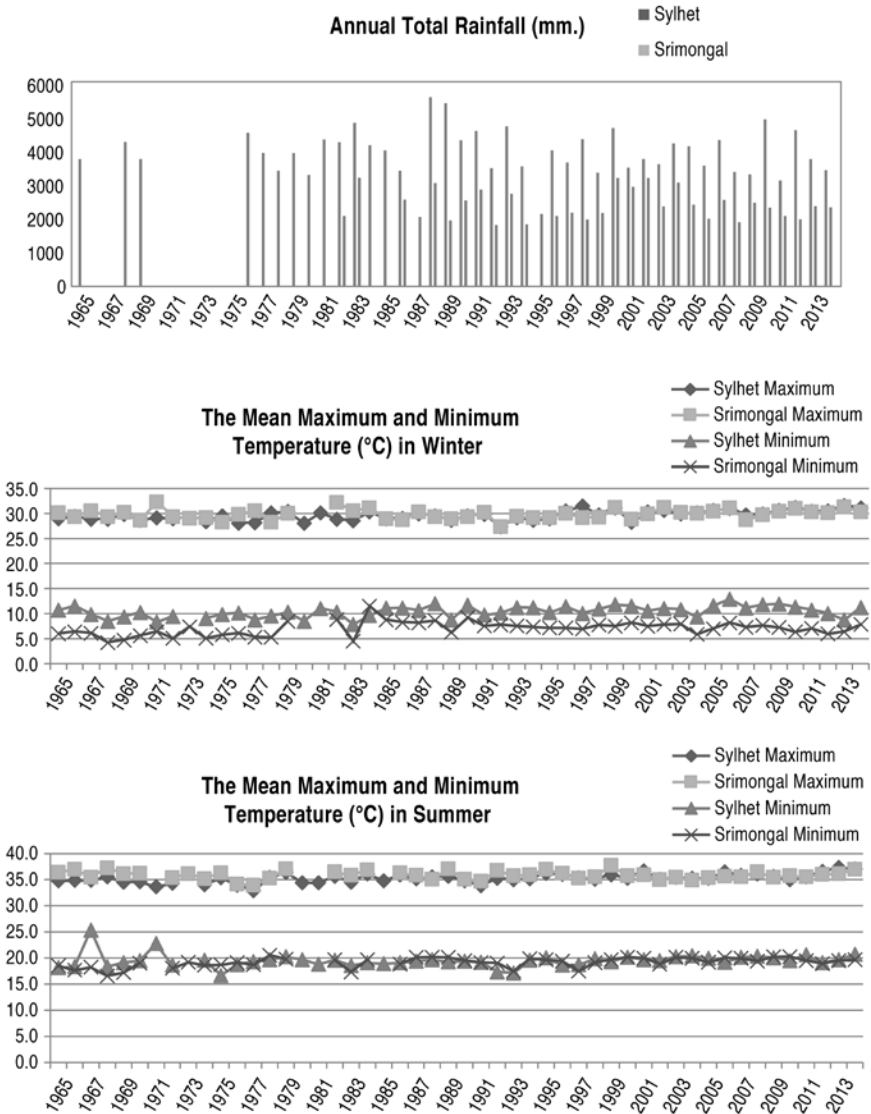 Annual Total Rainfall (mm.)
Sylhet
Srimongal
6000
5000
4000
3000
2000
1000
0
1965 1967 1969 1971 1973 1975 1977 1979 1981 1983 1985 1987 1989 1991 1993 1995 1997 1999 2001 2003 2005 2007 2009 2011 2013
The Mean Maximum and Minimum
Temperature (°C) in Winter
Sylhet Maximum
Srimongal Maximum
Sylhet Minimum
Srimongal Minimum
35.0
30.0
25.0
20.0
15.0
10.0
5.0
0.0
1965 1967 1969 1971 1973 1975 1977 1979 1981 1983 1985 1987 1989 1991 1993 1995 1997 1999 2001 2003 2005 2007 2009 2011 2013
The Mean Maximum and Minimum
Temperature (°C) in Summer
Sylhet Maximum
Srimongal Maximum
Sylhet Minimum
Srimongal Minimum
40.0
35.0
30.0
25.0
20.0
15.0
10.0
5.0
0.0
1965 1967 1969 1971 1973 1975 1977 1979 1981 1983 1985 1987 1989 1991 1993 1995 1997 1999 2001 2003 2005 2007 2009 2011 2013